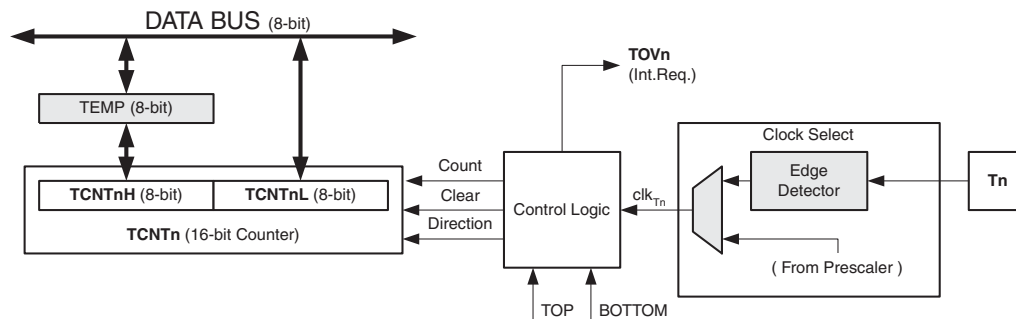 DATA BUS (8-bit)
TOVn
(Int.Req.)
TEMP (8-bit)
Clock Select
Count
Edge
Detector
Tn
TCNTnH (8-bit) TCNTnL (8-bit)
Clear
Control Logic
clkTn
TCNTn (16-bit Counter)
Direction
( From Prescaler )
TOP
BOTTOM